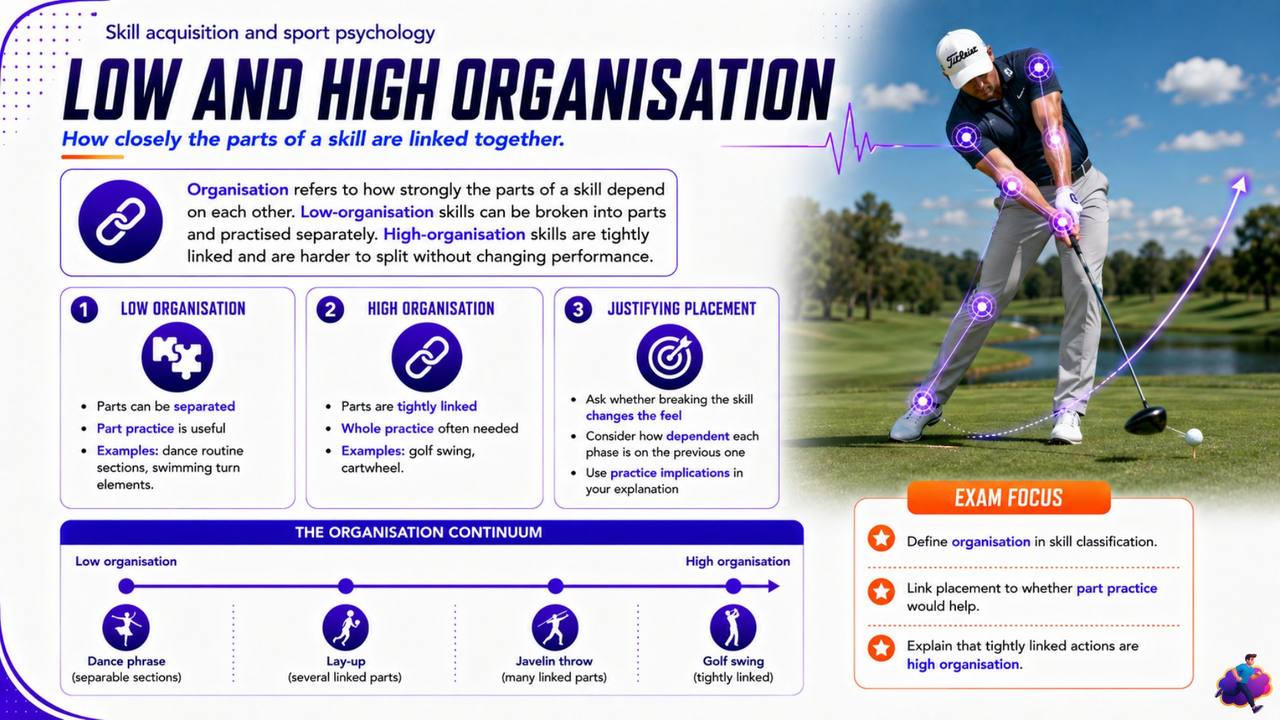 Skill acquisition and sport psychology
LOW AND HIGH ORGANISATION
How closely the parts of a skill are linked together.
Organisation refers to how strongly the parts of a skill depend
on each other. Low-organisation skills can be broken into parts
and practised separately. High-organisation skills are tightly
linked and are harder to split without changing performance.
1 LOW ORGANISATION
• Parts can be separated
• Part practice is useful
• Examples: dance routine
sections, swimming turn
elements.
2 HIGH ORGANISATION
• Parts are tightly linked
• Whole practice often needed
• Examples: golf swing,
cartwheel.
3 JUSTIFYING PLACEMENT
• Ask whether breaking the skill
changes the feel
• Consider how dependent each
phase is on the previous one
• Use practice implications in
your explanation
THE ORGANISATION CONTINUUM
Low organisation
High organisation
Dance phrase
(separable sections)
Lay-up
(several linked parts)
Javelin throw
(many linked parts)
Golf swing
(tightly linked)
Titleist
EXAM FOCUS
Define organisation in skill classification.
Link placement to whether part practice
would help.
Explain that tightly linked actions are
high organisation.